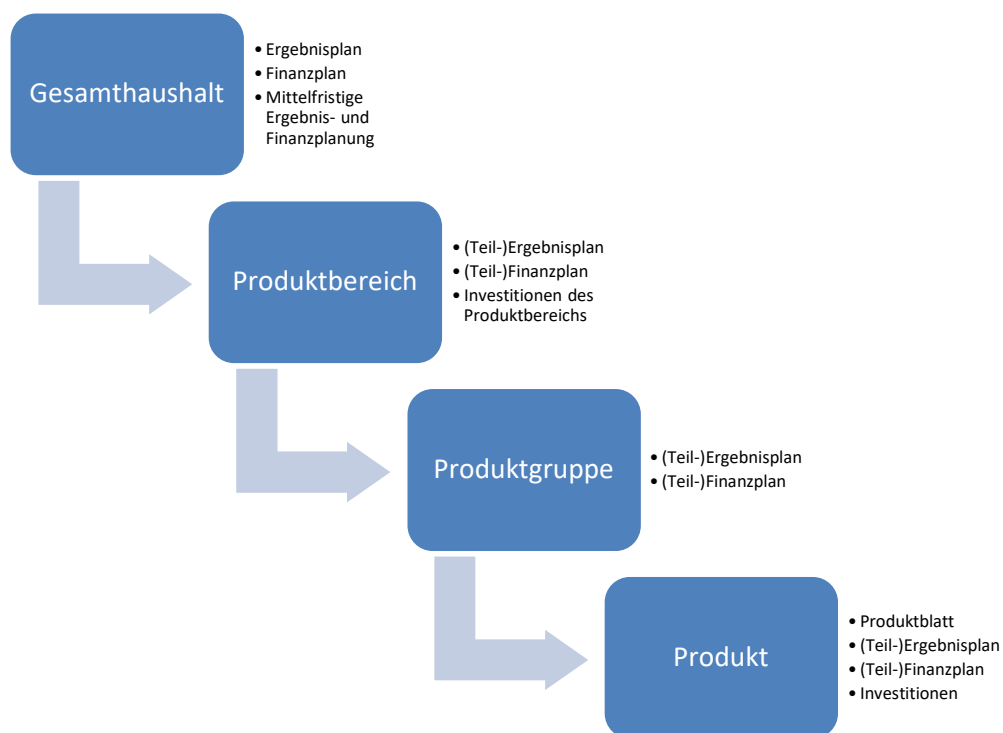 Gesamthaushalt
• Ergebnisplan
• Finanzplan
• Mittelfristige
Ergebnis- und
Finanzplanung
Produktbereich
• (Teil-)Ergebnisplan
• (Teil-)Finanzplan
• Investitionen des
Produktbereichs
Produktgruppe
• (Teil-)Ergebnisplan
• (Teil-)Finanzplan
Produkt
• Produktblatt
• (Teil-)Ergebnisplan
• (Teil-)Finanzplan
• Investitionen